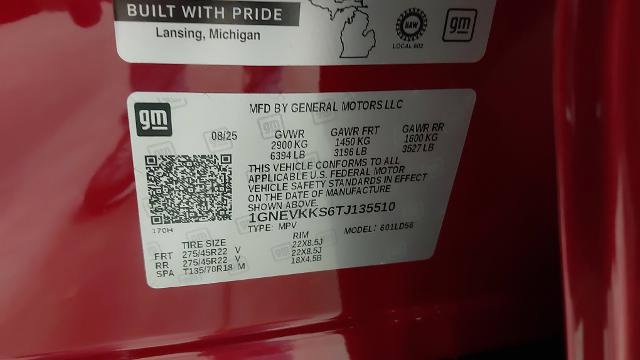 BUILT WITH PRIDE
Lansing, Michigan
UAW
LOCAL 602
gm
gm
MFD BY GENERAL MOTORS LLC
08/25 GVWR GAWR FRT GAWR RR
2900 KG 1450 KG 1600 KG
6394 LB 3196 LB 3527 LB
THIS VEHICLE CONFORMS TO ALL
APPLICABLE U.S. FEDERAL MOTOR
VEHICLE SAFETY STANDARDS IN EFFECT
ON THE DATE OF MANUFACTURE
SHOWN ABOVE.
1GNEVKKS6TJ135510
170H TYPE: MPV MODEL: 601LD56
TIRE SIZE RIM
FRT 275/45R22 V 22X8.5J
RR 275/45R22 V 22X8.5J
SPA T135/70R18 M 18X4.5B